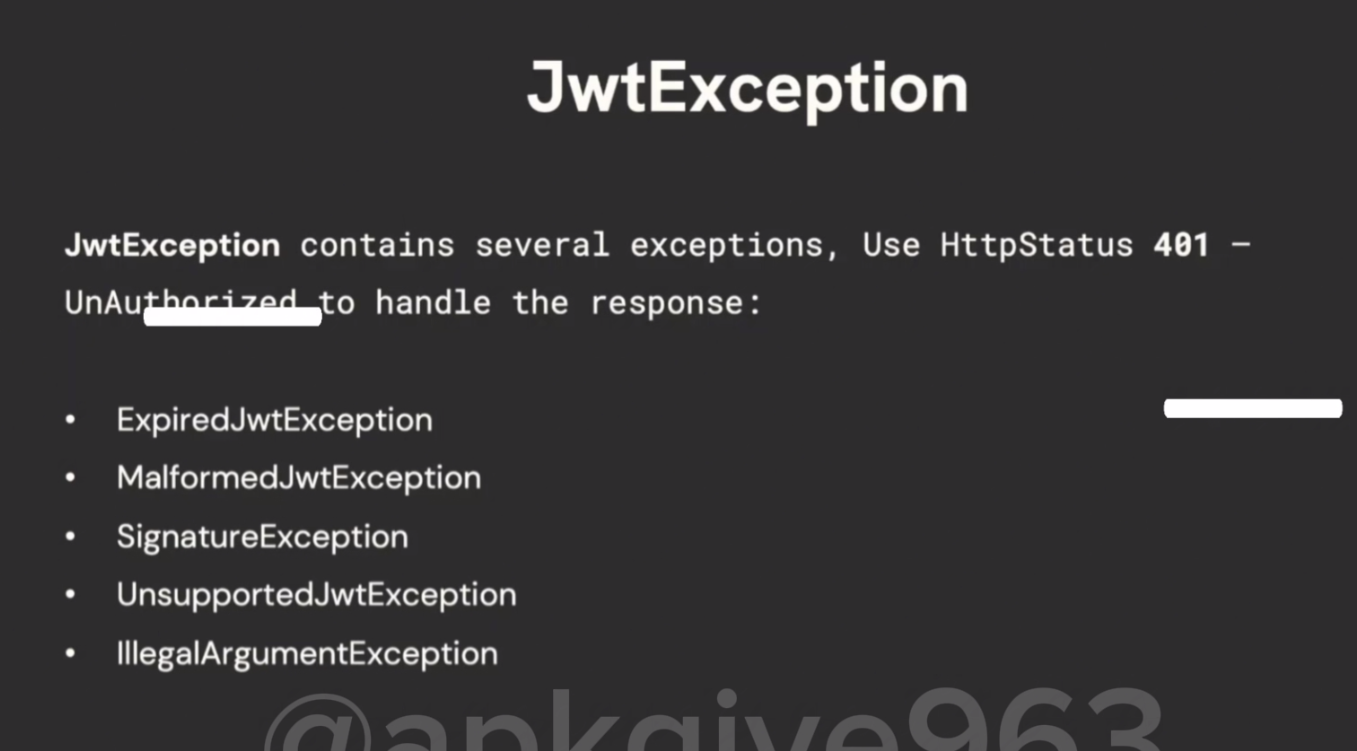 JwtException
JwtException contains several exceptions, Use HttpStatus 401 –
UnAuthorized to handle the response:
• ExpiredJwtException
• MalformedJwtException
• SignatureException
• UnsupportedJwtException
• IllegalArgumentException
@apkgive963